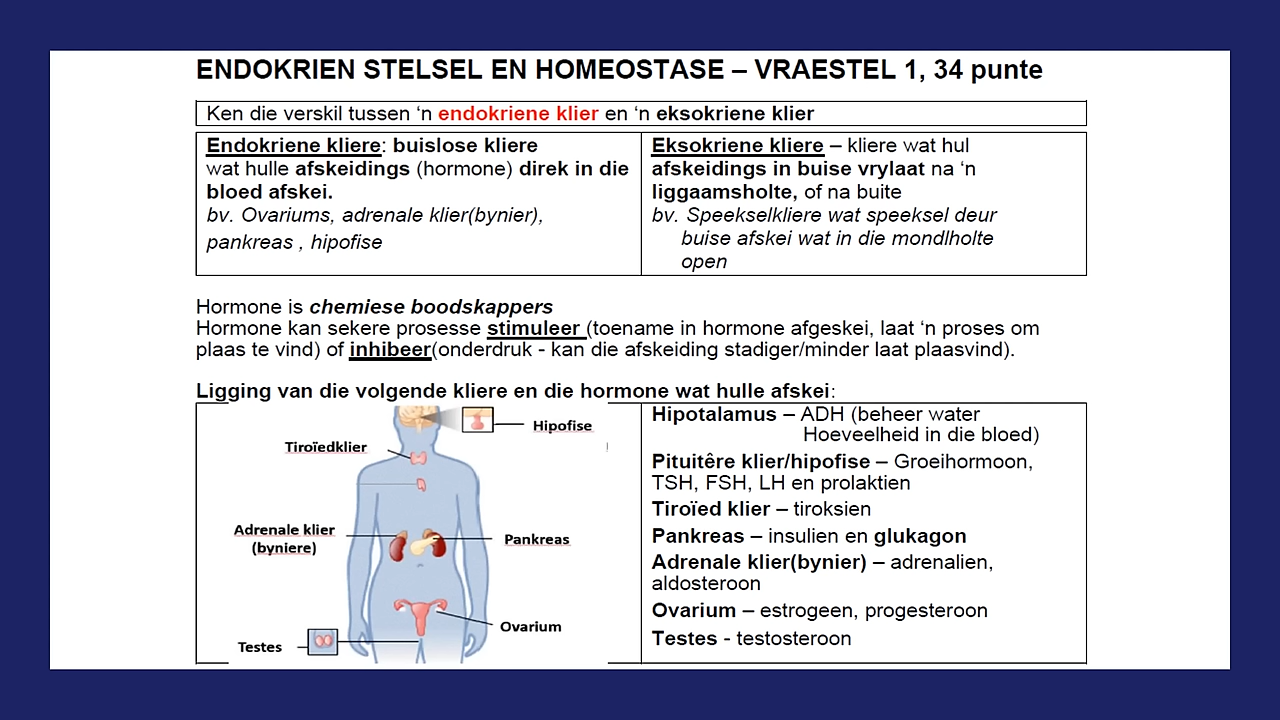 ENDOKRIEN STELSEL EN HOMEOSTASE – VRAESTEL 1, 34 punte
Ken die verskil tussen ‘n endokriene klier en ‘n eksokriene klier
Endokriene kliere: buislose kliere
wat hulle afskeidings (hormone) direk in die
bloed afskei.
bv. Ovariums, adrenale klier(bynier),
pankreas , hipofise
Eksokriene kliere – kliere wat hul
afskeidings in buise vrylaat na ‘n
liggaamsholte, of na buite
bv. Speekselkliere wat speeksel deur
buise afskei wat in die mondlholte
open
Hormone is chemiese boodskappers
Hormone kan sekere prosesse stimuleer (toename in hormone afgeskei, laat ‘n proses om
plaas te vind) of inhibeer(onderdruk - kan die afskeiding stadiger/minder laat plaasvind).
Ligging van die volgende kliere en die hormone wat hulle afskei:
Hipofise
Tiroïedklier
Adrenale klier
(byniere)
Pankreas
Ovarium
Testes
Hipotalamus – ADH (beheer water
Hoeveelheid in die bloed)
Pituitêre klier/hipofise – Groeihormoon,
TSH, FSH, LH en prolaktien
Tiroïed klier – tiroksien
Pankreas – insulien en glukagon
Adrenale klier(bynier) – adrenalien,
aldosteroon
Ovarium – estrogeen, progesteroon
Testes - testosteroon